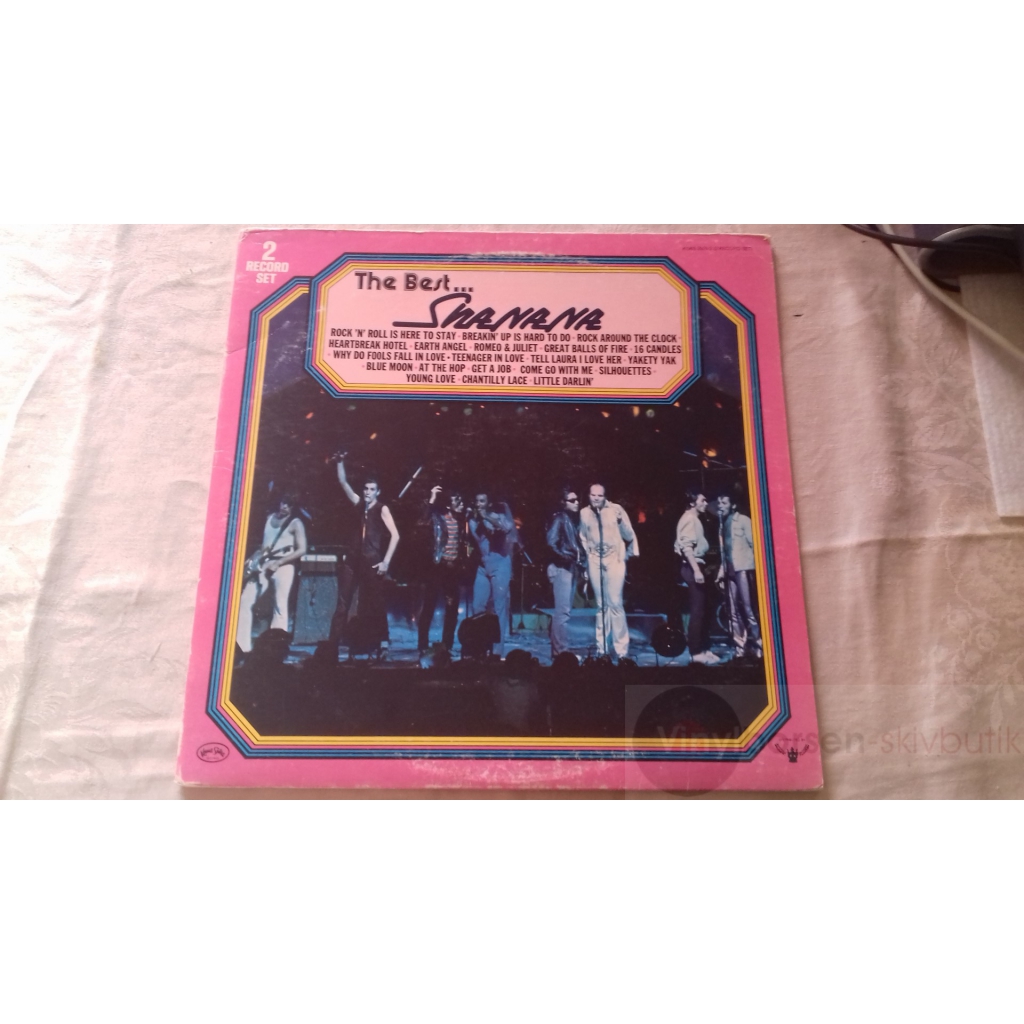 2
RECORD
SET
The Best...
SHANANA
ROCK 'N' ROLL IS HERE TO STAY · BREAKIN' UP IS HARD TO DO · ROCK AROUND THE CLOCK ·
HEARTBREAK HOTEL · EARTH ANGEL · ROMEO & JULIET · GREAT BALLS OF FIRE · 16 CANDLES
· WHY DO FOOLS FALL IN LOVE · TEENAGER IN LOVE · TELL LAURA I LOVE HER · YAKETY YAK
· BLUE MOON · AT THE HOP · GET A JOB · COME GO WITH ME · SILHOUETTES ·
YOUNG LOVE · CHANTILLY LACE · LITTLE DARLIN'
Kama Sutra
Vinylbörsen-skivbutik